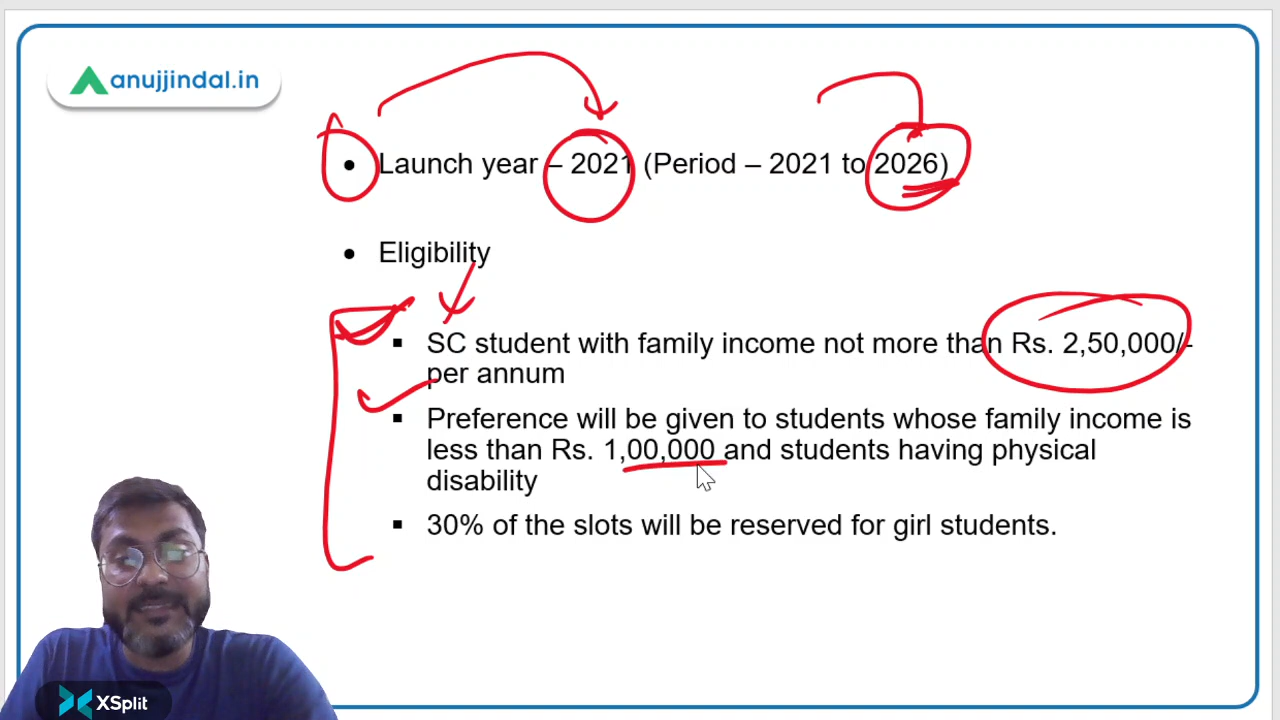 anujjindal.in
• Launch year – 2021 (Period – 2021 to 2026)
• Eligibility
▪ SC student with family income not more than Rs. 2,50,000/-
per annum
▪ Preference will be given to students whose family income is
less than Rs. 1,00,000 and students having physical
disability
▪ 30% of the slots will be reserved for girl students.
XSplit